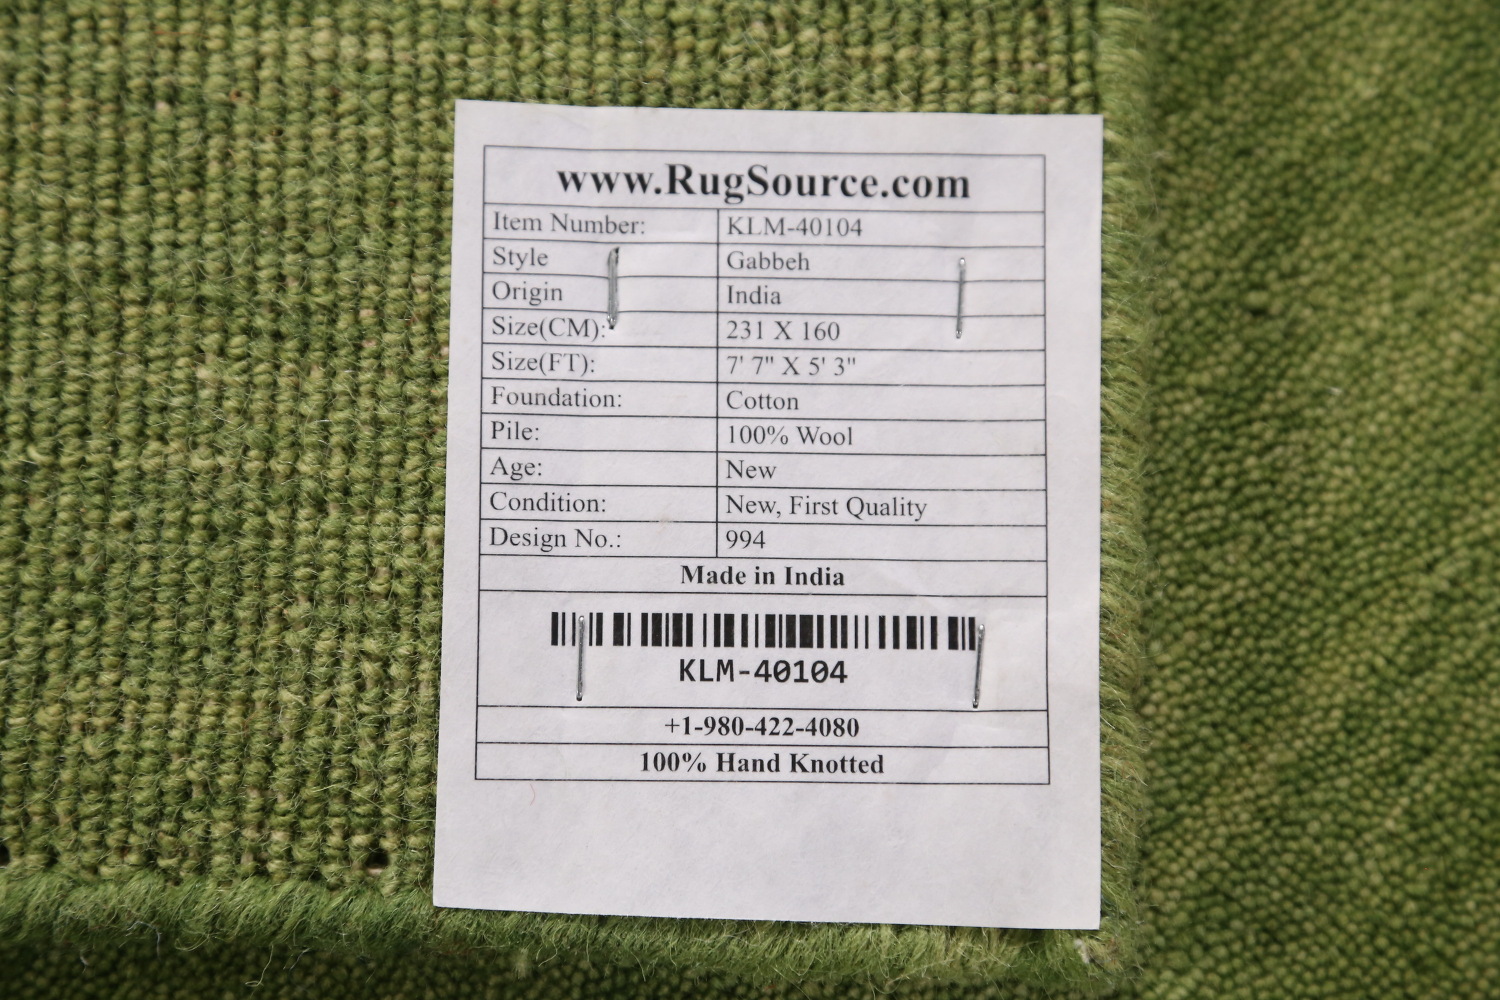 www.RugSource.com
Item Number: KLM-40104
Style Gabbeh
Origin India
Size(CM): 231 X 160
Size(FT): 7' 7" X 5' 3"
Foundation: Cotton
Pile: 100% Wool
Age: New
Condition: New, First Quality
Design No.: 994
Made in India
KLM-40104
+1-980-422-4080
100% Hand Knotted